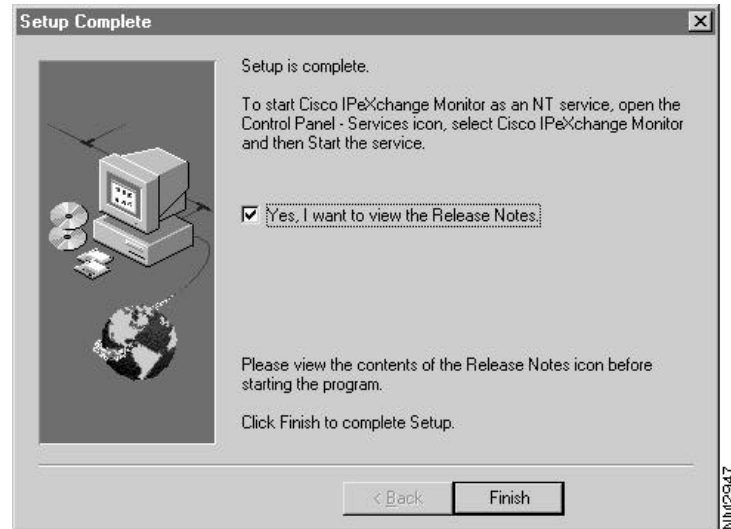 Setup Complete
Setup is complete.
To start Cisco IPeXchange Monitor as an NT service, open the
Control Panel - Services icon, select Cisco IPeXchange Monitor
and then Start the service.
Yes, I want to view the Release Notes.
Please view the contents of the Release Notes icon before
starting the program.
Click Finish to complete Setup.
< Back
Finish
NM2947